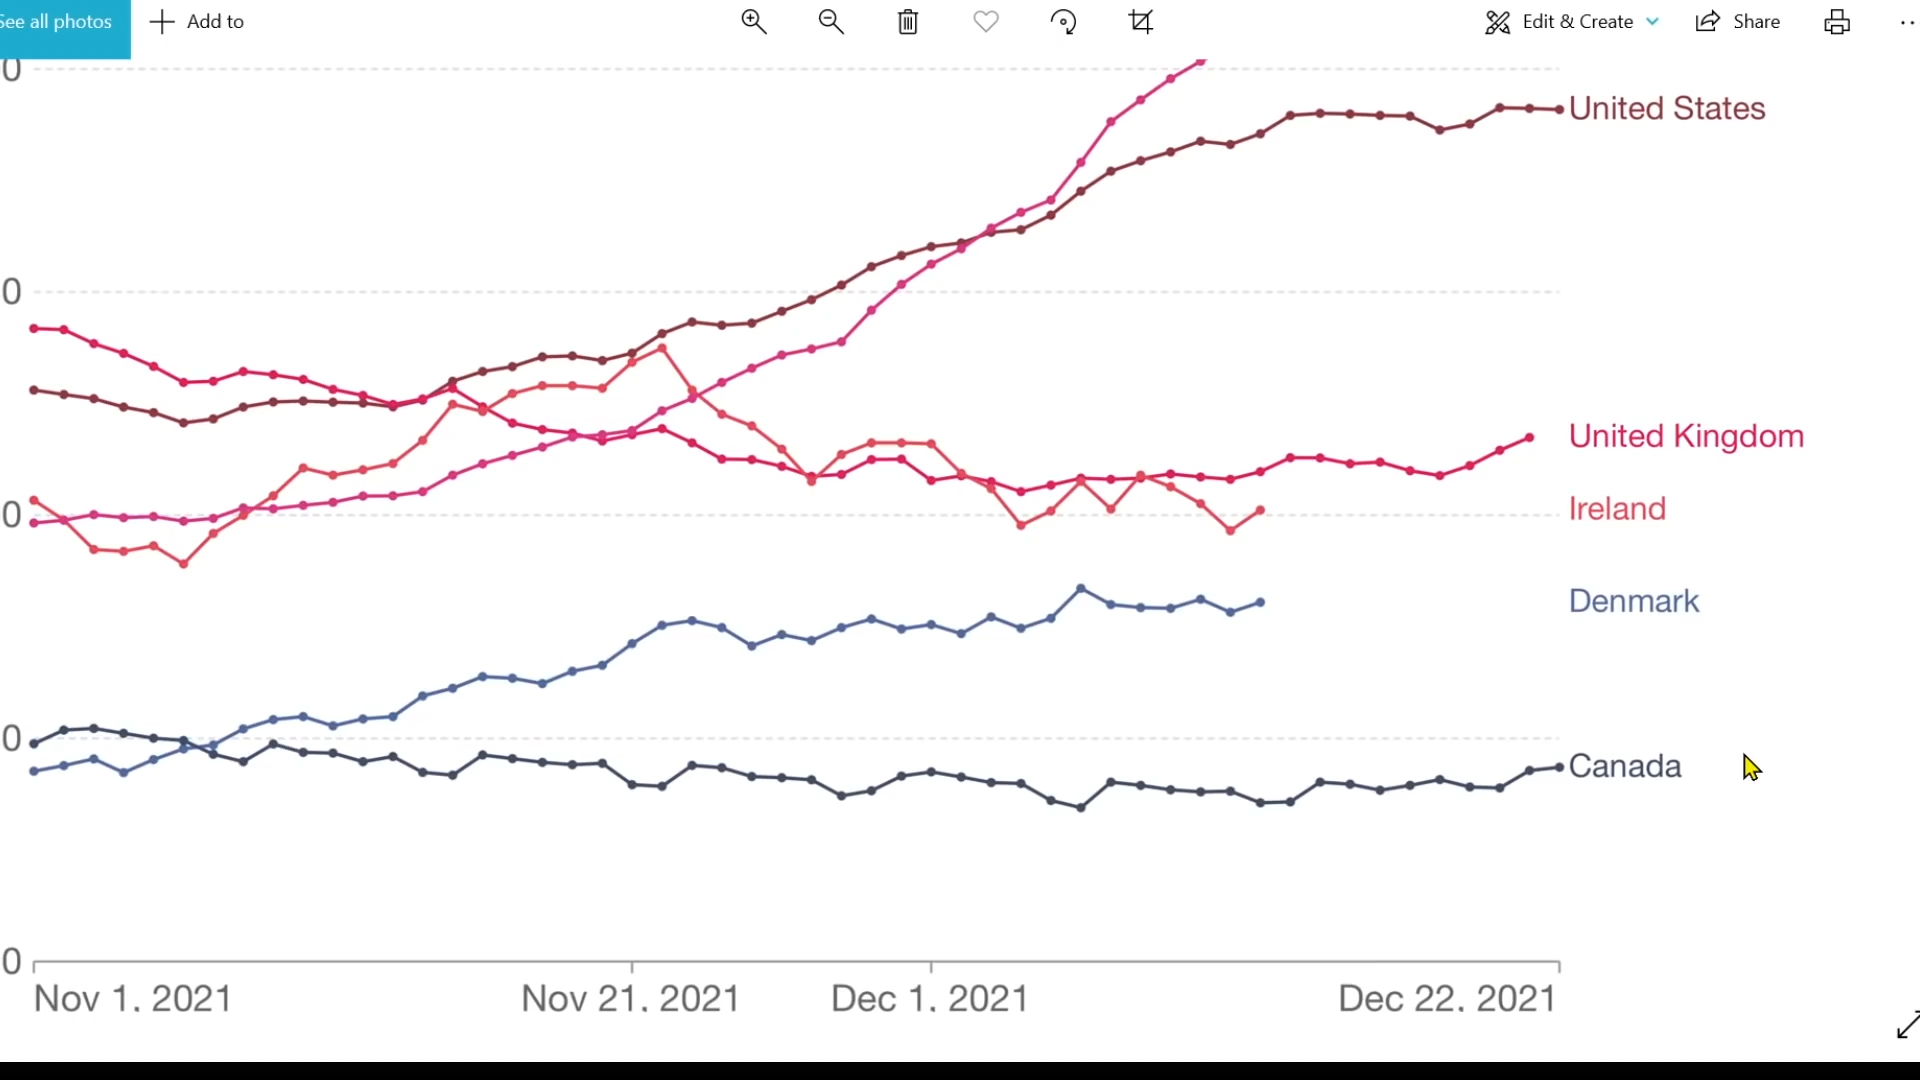 See all photos
Add to
Edit & Create
Share
0
United States
0
United Kingdom
0
Ireland
Denmark
0
Canada
0
Nov 1, 2021
Nov 21, 2021
Dec 1, 2021
Dec 22, 2021